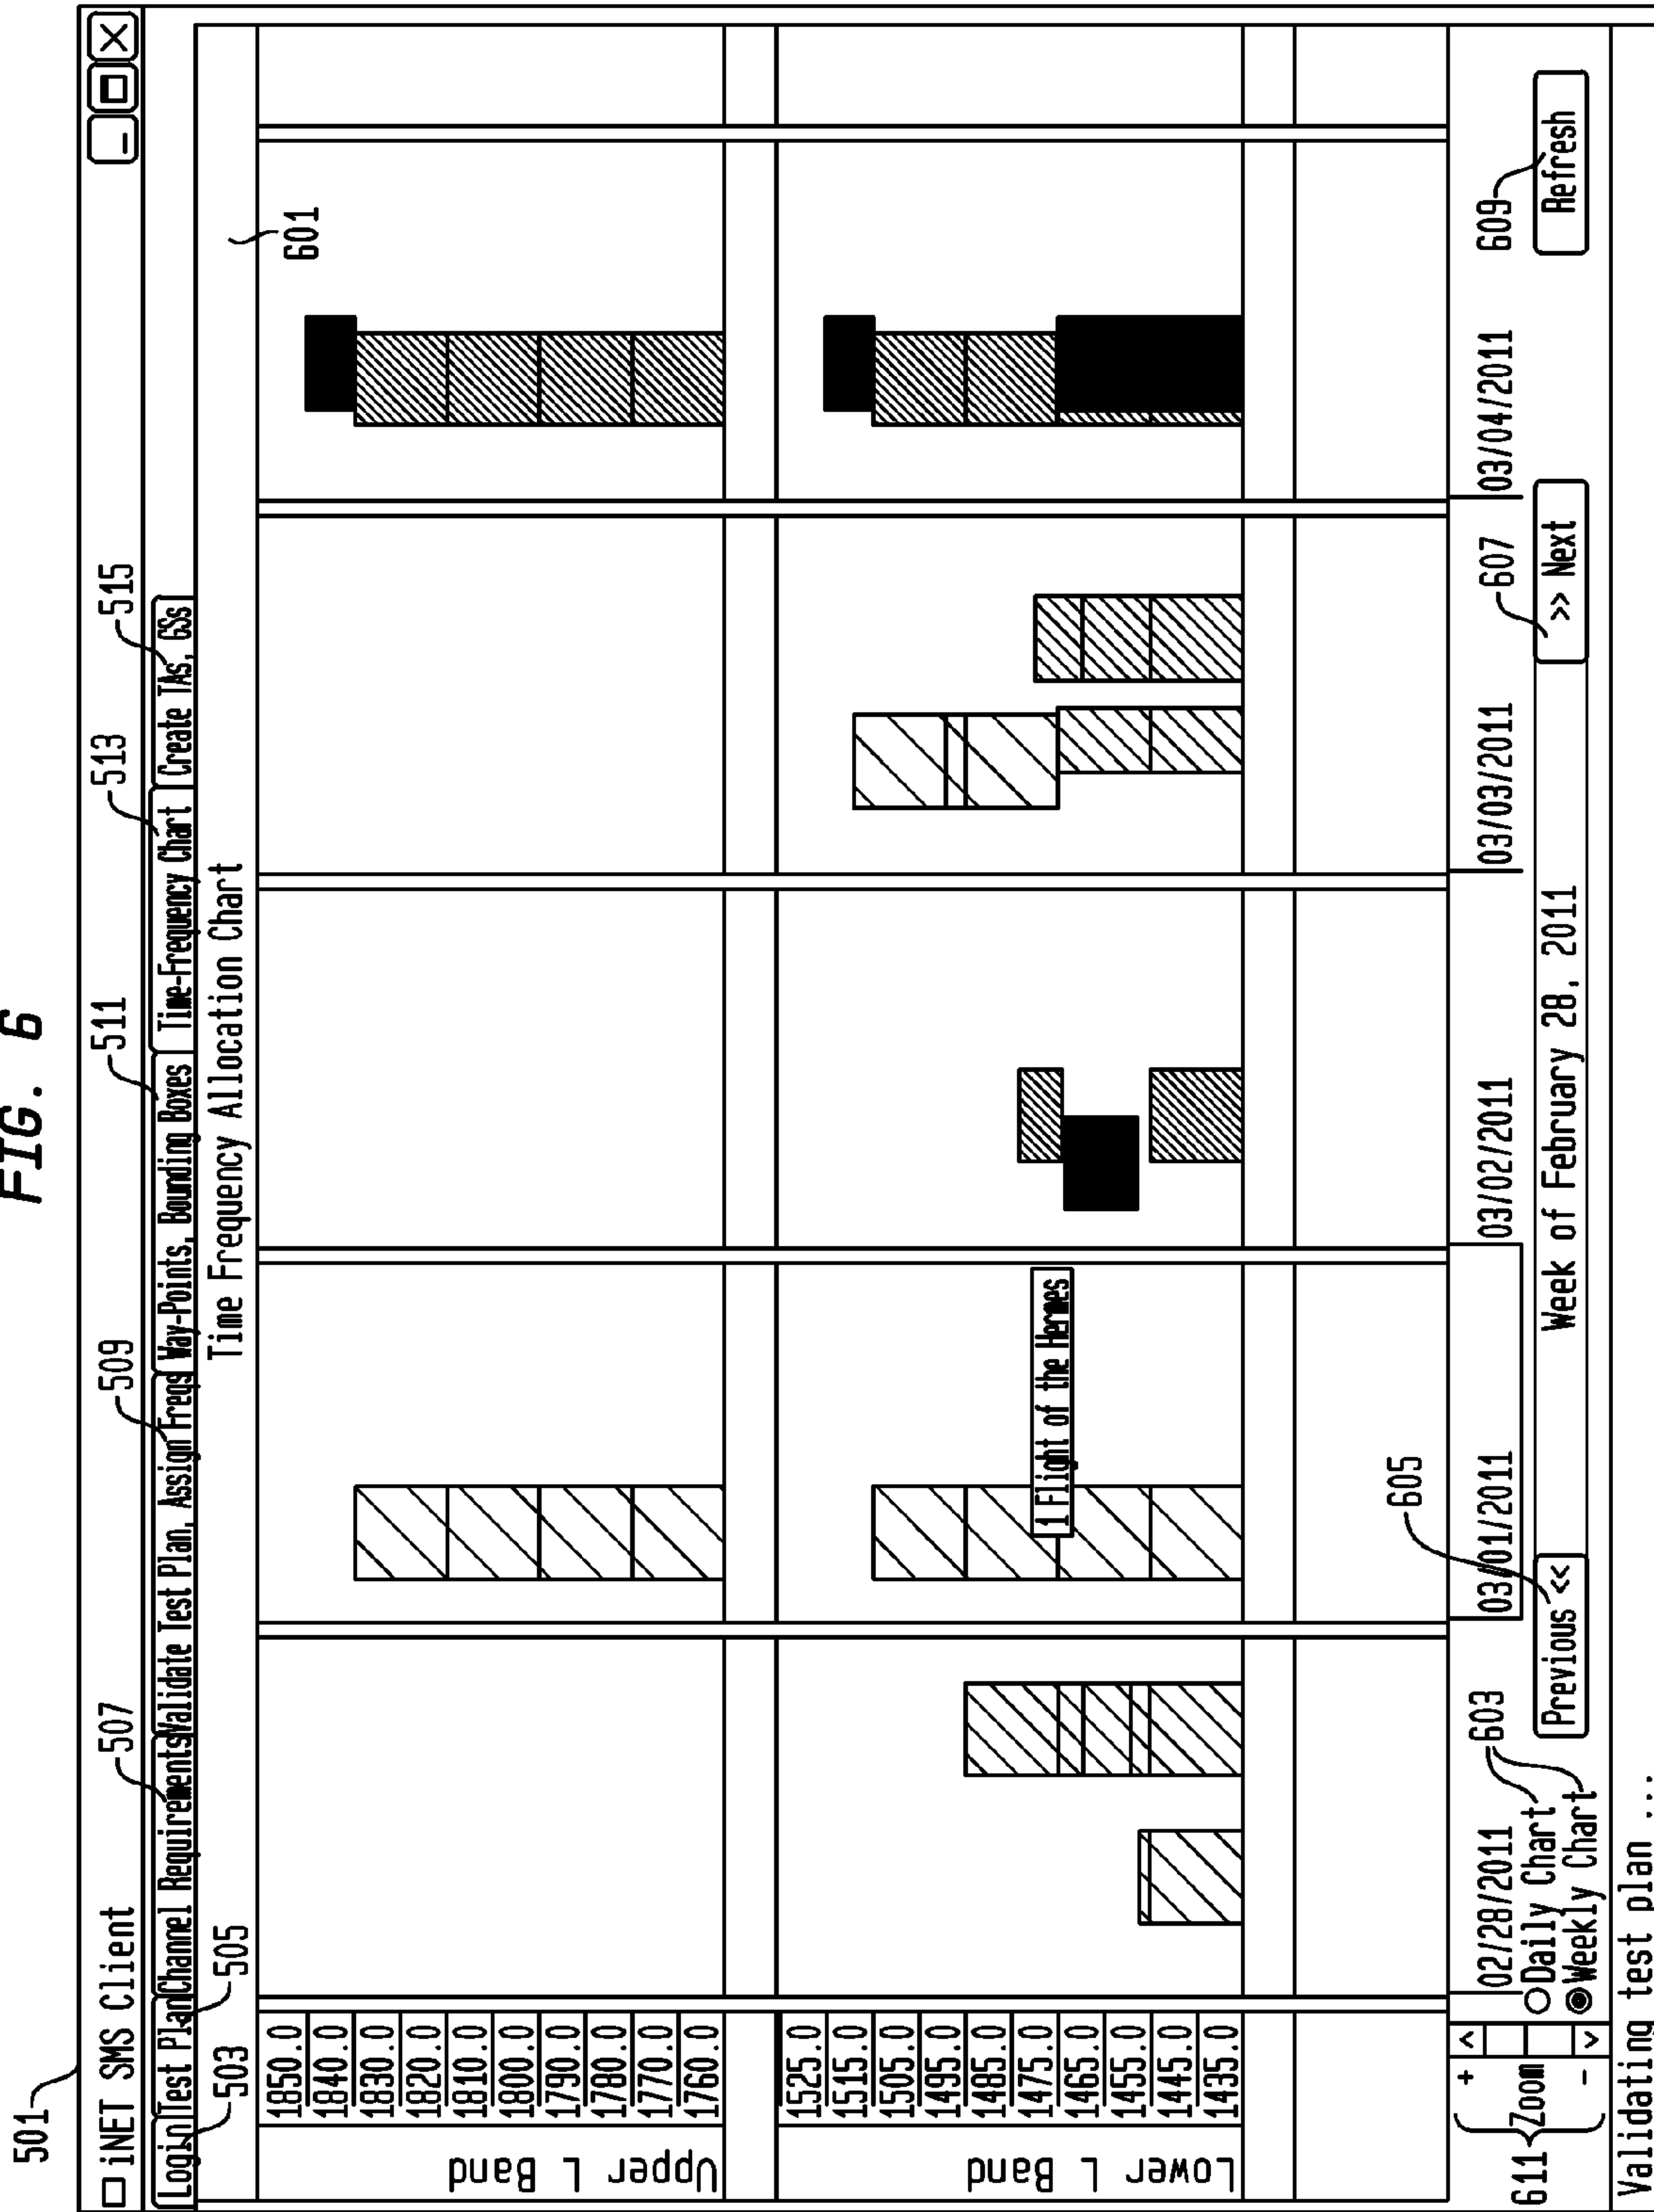 FIG. 6
501
iNET SMS Client
507
509
511
513
515
Login
Test Plan
Channel Requirements
Validate Test Plan, Assign Freqs
Way-Points, Bounding Boxes
Time-Frequency Chart
Create TAs, GSs
503
505
Time Frequency Allocation Chart
601
Upper L Band
1850.0
1840.0
1830.0
1820.0
1810.0
1800.0
1790.0
1780.0
1770.0
1760.0
Lower L Band
1525.0
1515.0
1505.0
1495.0
1485.0
1475.0
1465.0
1455.0
1445.0
1435.0
1 Flight of the Hermes
605
02/28/2011
03/01/2011
03/02/2011
03/03/2011
03/04/2011
603
607
609
611
+
Zoom
-
<
>
Daily Chart
Weekly Chart
Previous <<
Week of February 28, 2011
>> Next
Refresh
Validating test plan ...